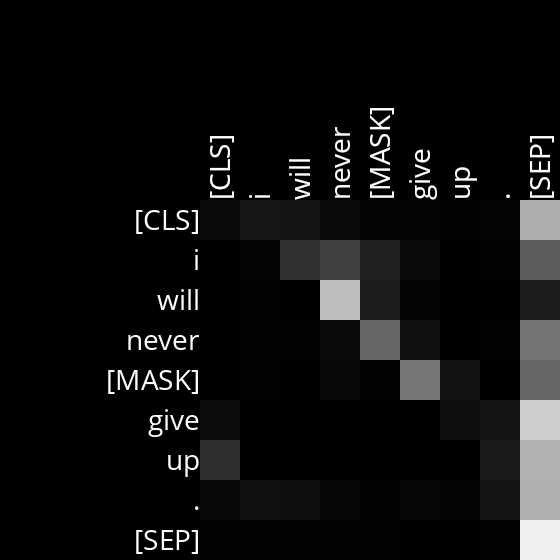 [CLS] i will never [MASK] give up . [SEP]
[CLS]
i
will
never
[MASK]
give
up
.
[SEP]